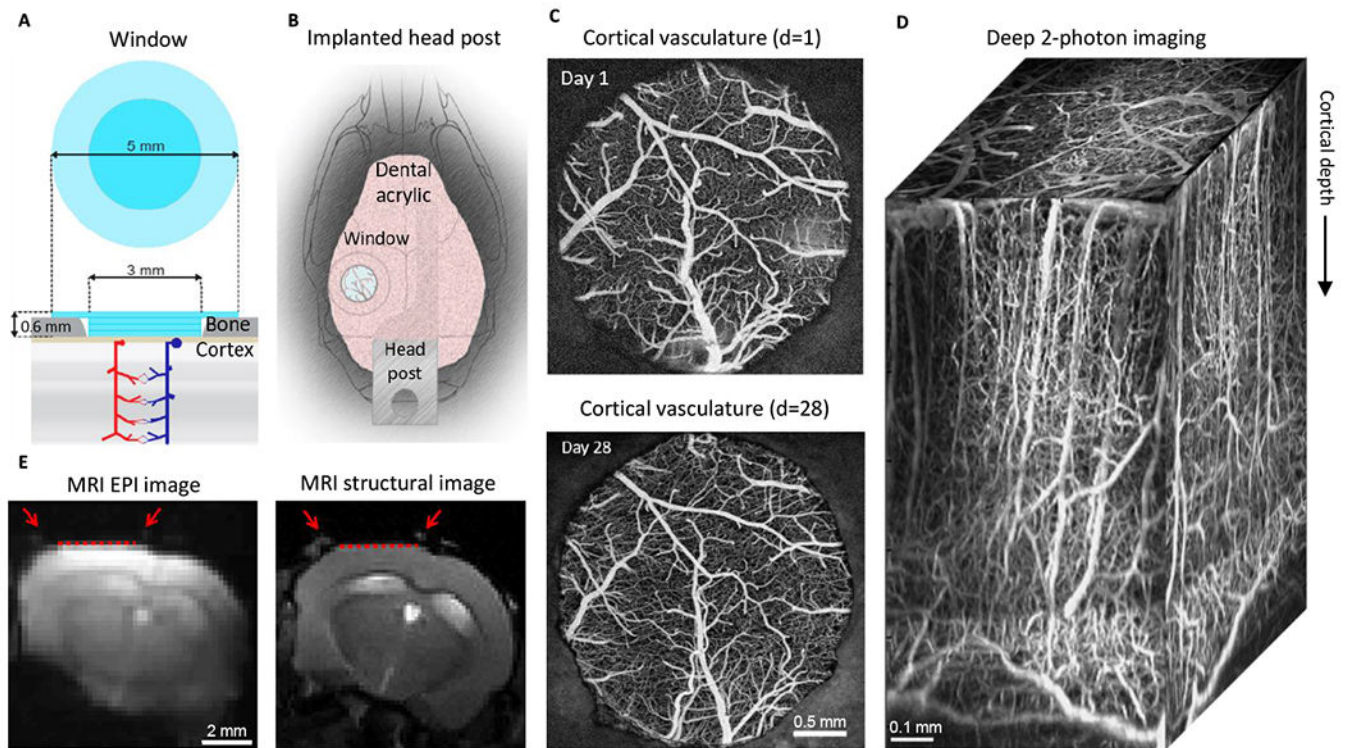 A
Window
5 mm
3 mm
0.6 mm
Bone
Cortex
B
Implanted head post
Dental
acrylic
Window
Head
post
C
Cortical vasculature (d=1)
Day 1
Cortical vasculature (d=28)
Day 28
0.5 mm
D
Deep 2-photon imaging
Cortical depth
0.1 mm
E
MRI EPI image
2 mm
MRI structural image